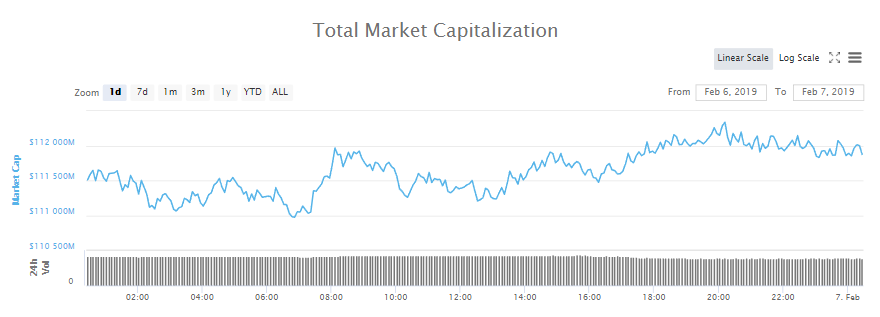 Total Market Capitalization
Linear Scale Log Scale
Zoom 1d 7d 1m 3m 1y YTD ALL From Feb 6, 2019 To Feb 7, 2019
Market Cap
$112 000M
$111 500M
$111 000M
$110 500M
24h Vol
0
02:00 04:00 06:00 08:00 10:00 12:00 14:00 16:00 18:00 20:00 22:00 7. Feb